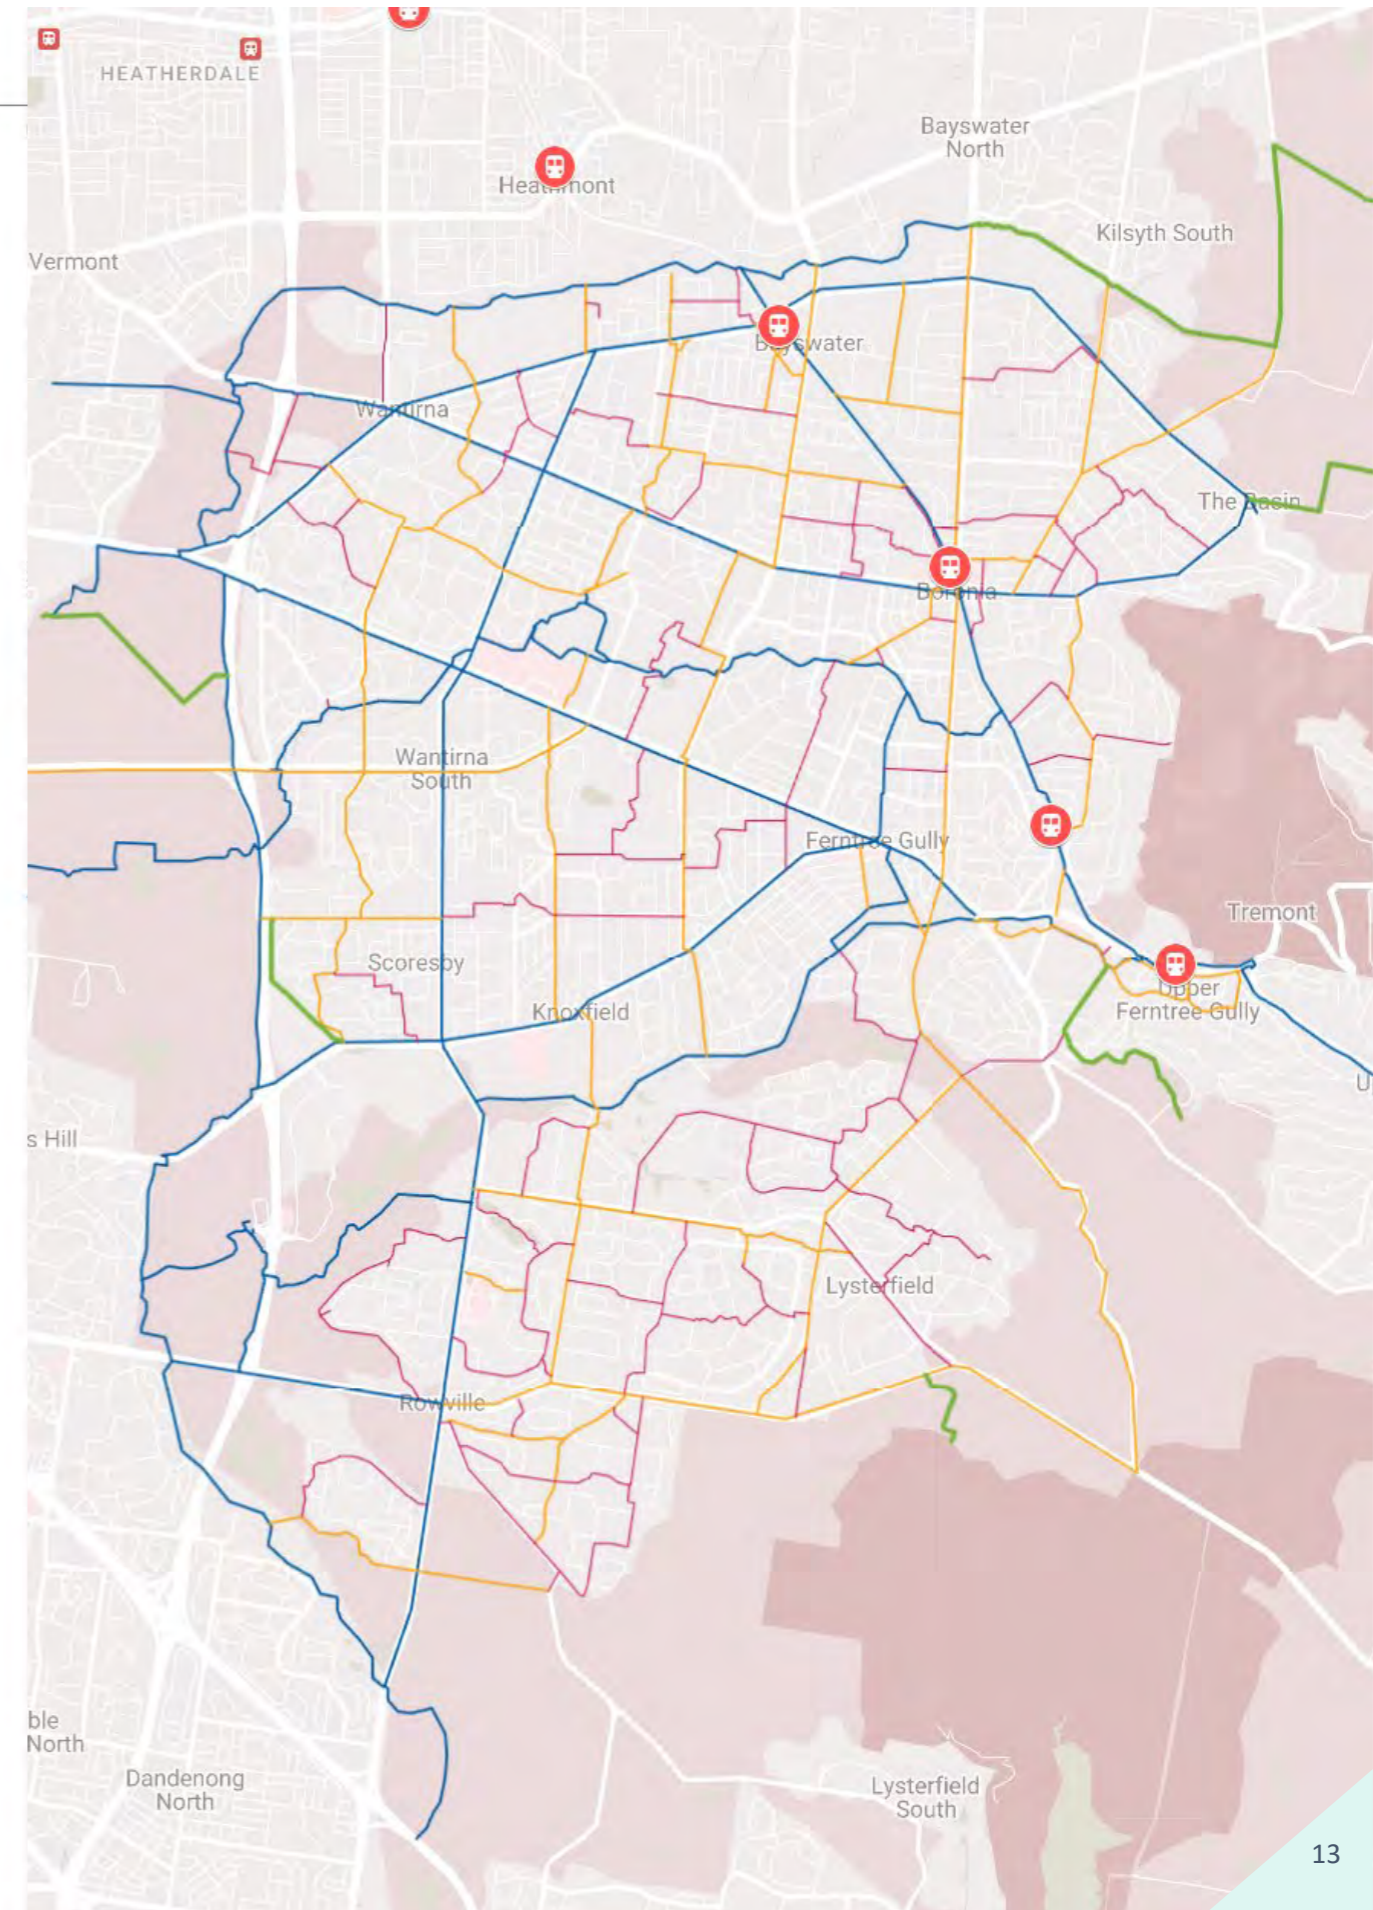 HEATHERDALE
Bayswater
North
Heathmont
Kilsyth South
Vermont
Bayswater
Wantirna
The Basin
Boronia
Wantirna
South
Ferntree Gully
Tremont
Scoresby
Knoxfield
Upper
Ferntree Gully
U
s Hill
Lysterfield
Rowville
ble
North
Dandenong
North
Lysterfield
South
13